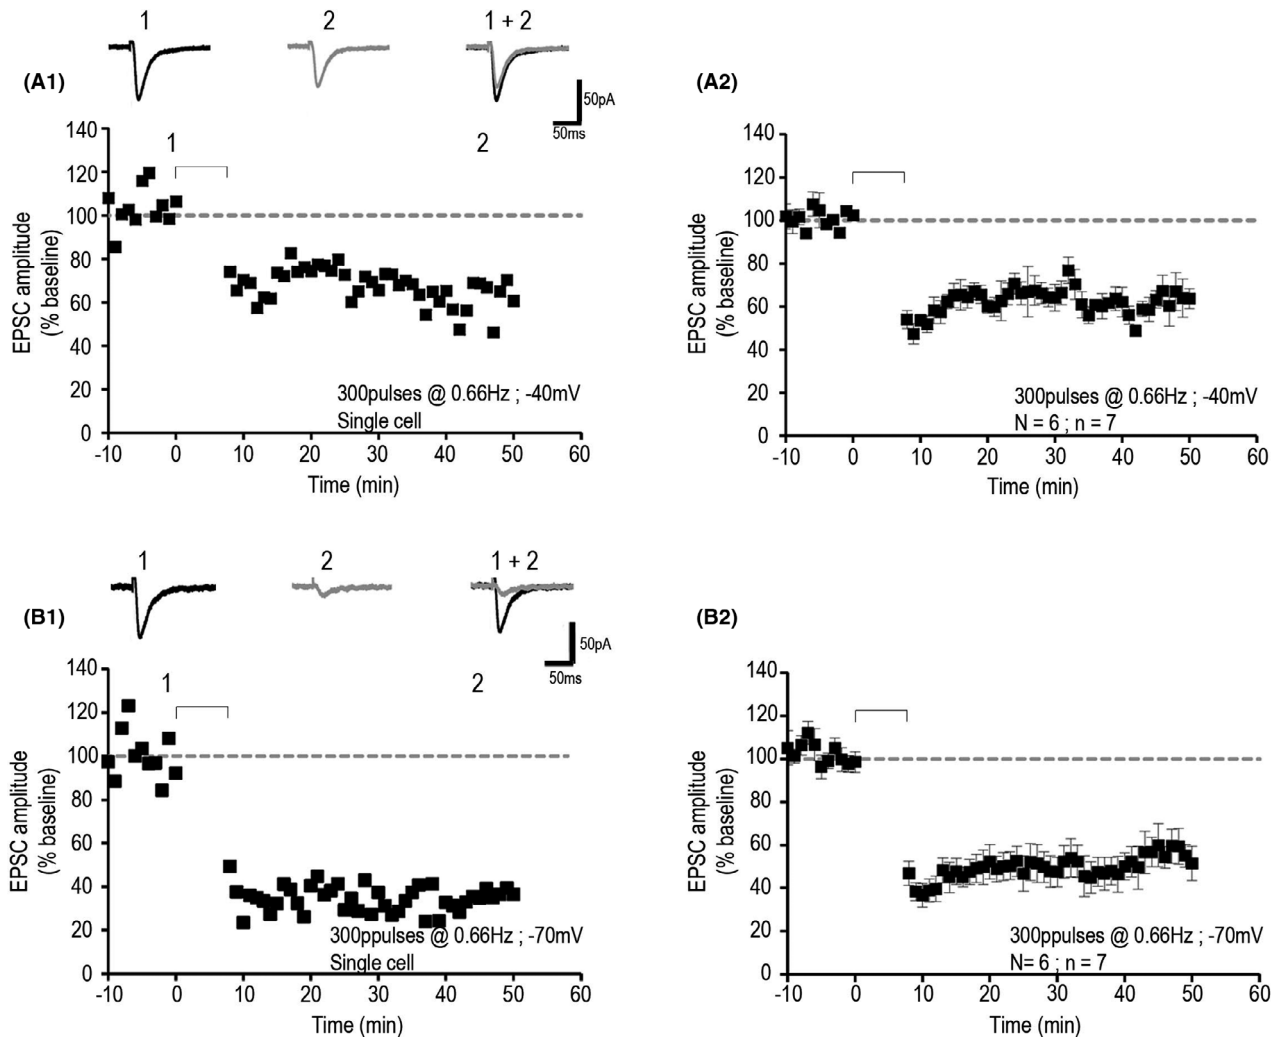 1 2 1 + 2
(A1)
50pA
50ms
1 2
140
120
100
80
60
40
20
0
EPSC amplitude
(% baseline)
300pulses @ 0.66Hz ; -40mV
Single cell
-10 0 10 20 30 40 50 60
Time (min)
(A2)
140
120
100
80
60
40
20
0
EPSC amplitude
(% baseline)
300pulses @ 0.66Hz ; -40mV
N = 6 ; n = 7
-10 0 10 20 30 40 50 60
Time (min)
1 2 1 + 2
(B1)
50pA
50ms
1 2
140
120
100
80
60
40
20
0
EPSC amplitude
(% baseline)
300ppulses @ 0.66Hz ; -70mV
Single cell
-10 0 10 20 30 40 50 60
Time (min)
(B2)
140
120
100
80
60
40
20
0
EPSC amplitude
(% baseline)
300ppulses @ 0.66Hz ; -70mV
N= 6 ; n = 7
-10 0 10 20 30 40 50 60
Time (min)